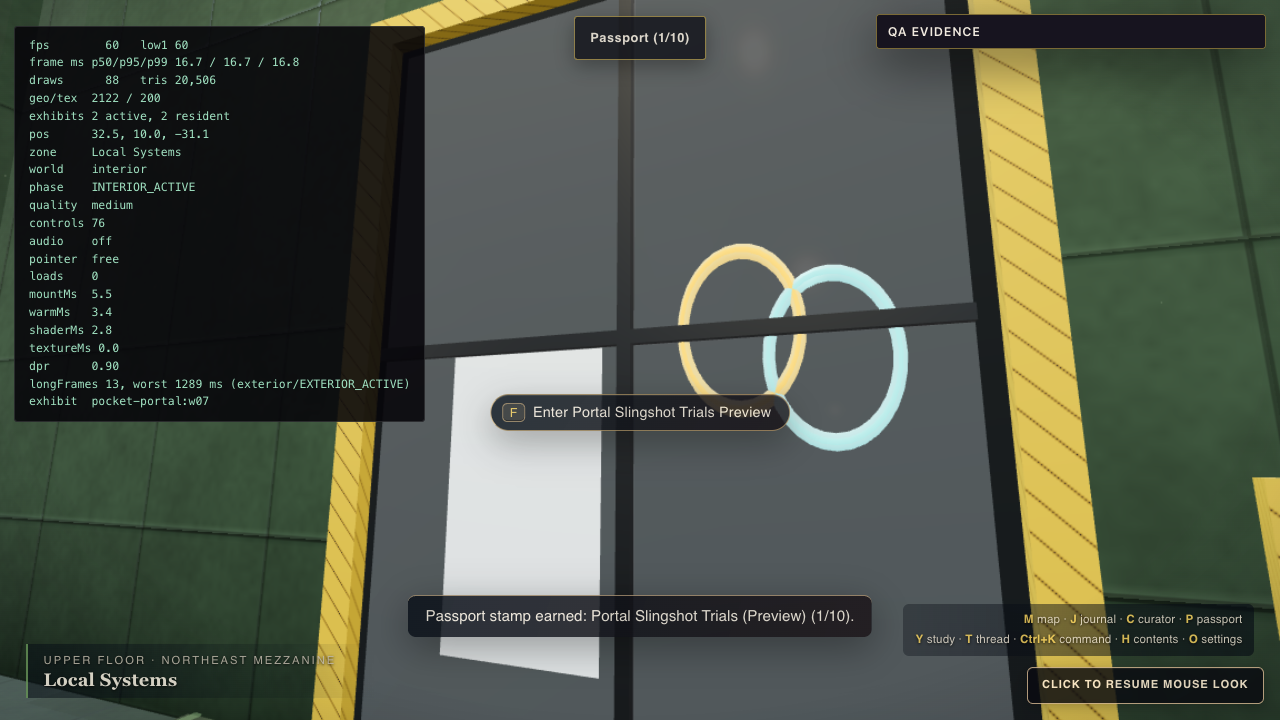 fps 60 low1 60
frame ms p50/p95/p99 16.7 / 16.7 / 16.8
draws 88 tris 20,506
geo/tex 2122 / 200
exhibits 2 active, 2 resident
pos 32.5, 10.0, -31.1
zone Local Systems
world interior
phase INTERIOR_ACTIVE
quality medium
controls 76
audio off
pointer free
loads 0
mountMs 5.5
warmMs 3.4
shaderMs 2.8
textureMs 0.0
dpr 0.90
longFrames 13, worst 1289 ms (exterior/EXTERIOR_ACTIVE)
exhibit pocket-portal:w07
Passport (1/10)
QA EVIDENCE
F Enter Portal Slingshot Trials Preview
Passport stamp earned: Portal Slingshot Trials (Preview) (1/10).
UPPER FLOOR · NORTHEAST MEZZANINE
Local Systems
M map · J journal · C curator · P passport
Y study · T thread · Ctrl+K command · H contents · O settings
CLICK TO RESUME MOUSE LOOK